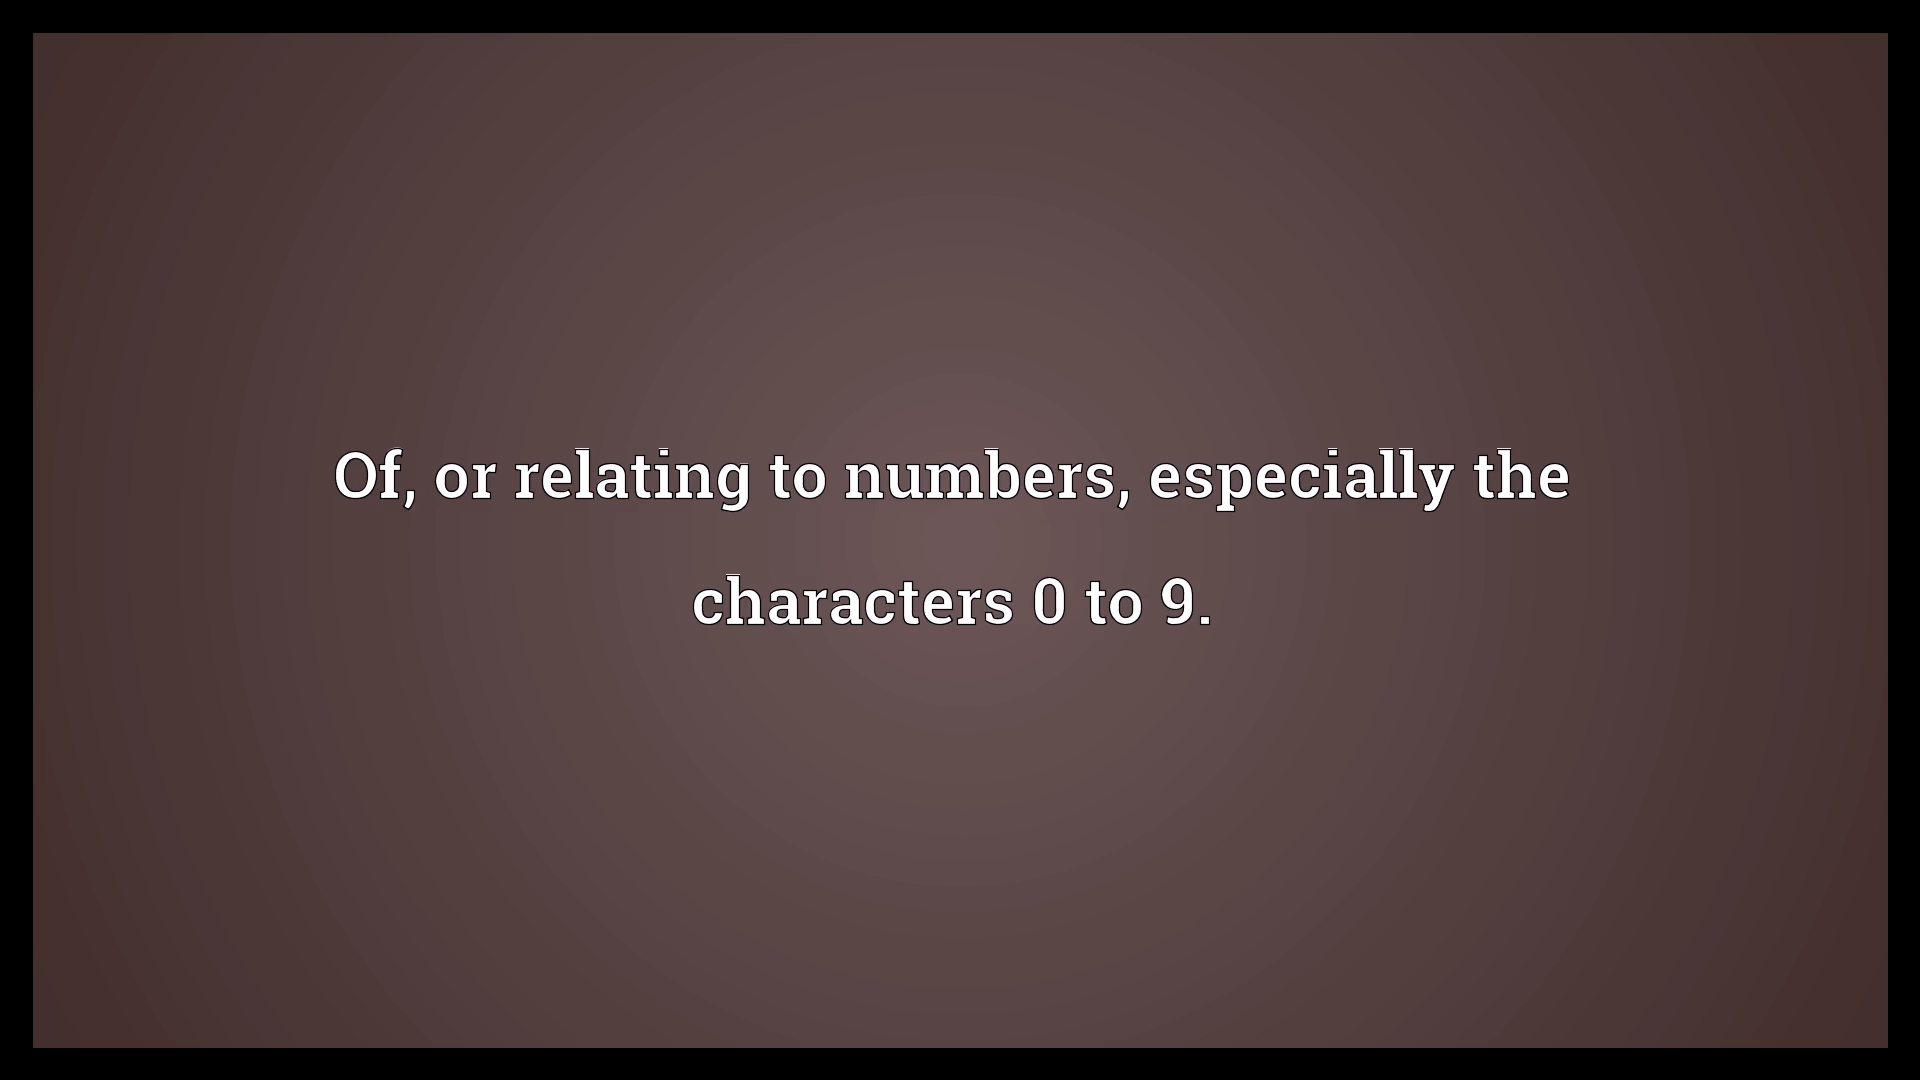 Of, or relating to numbers, especially the
characters 0 to 9.